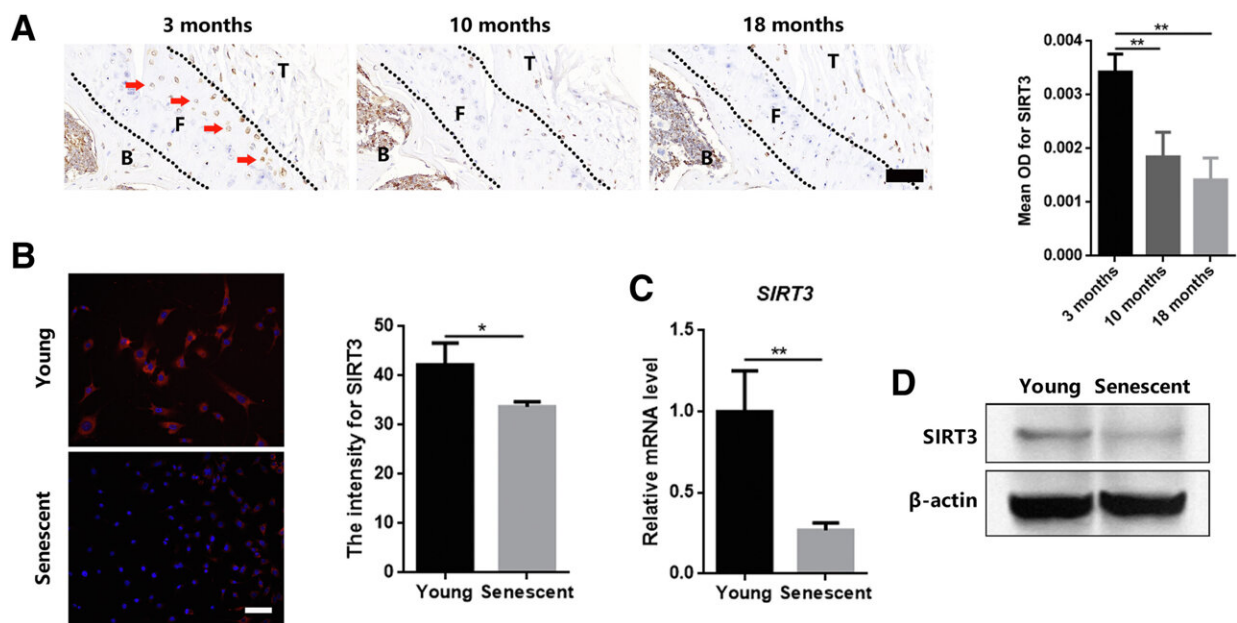 A
3 months
10 months
18 months
T
F
B
T
F
B
T
F
B
Mean OD for SIRT3
0.004
0.003
0.002
0.001
0.000
**
**
3 months
10 months
18 months
B
Young
Senescent
The intensity for SIRT3
50
40
30
20
10
0
*
Young
Senescent
C
SIRT3
Relative mRNA level
1.5
1.0
0.5
0.0
**
Young
Senescent
D
Young
Senescent
SIRT3
β-actin